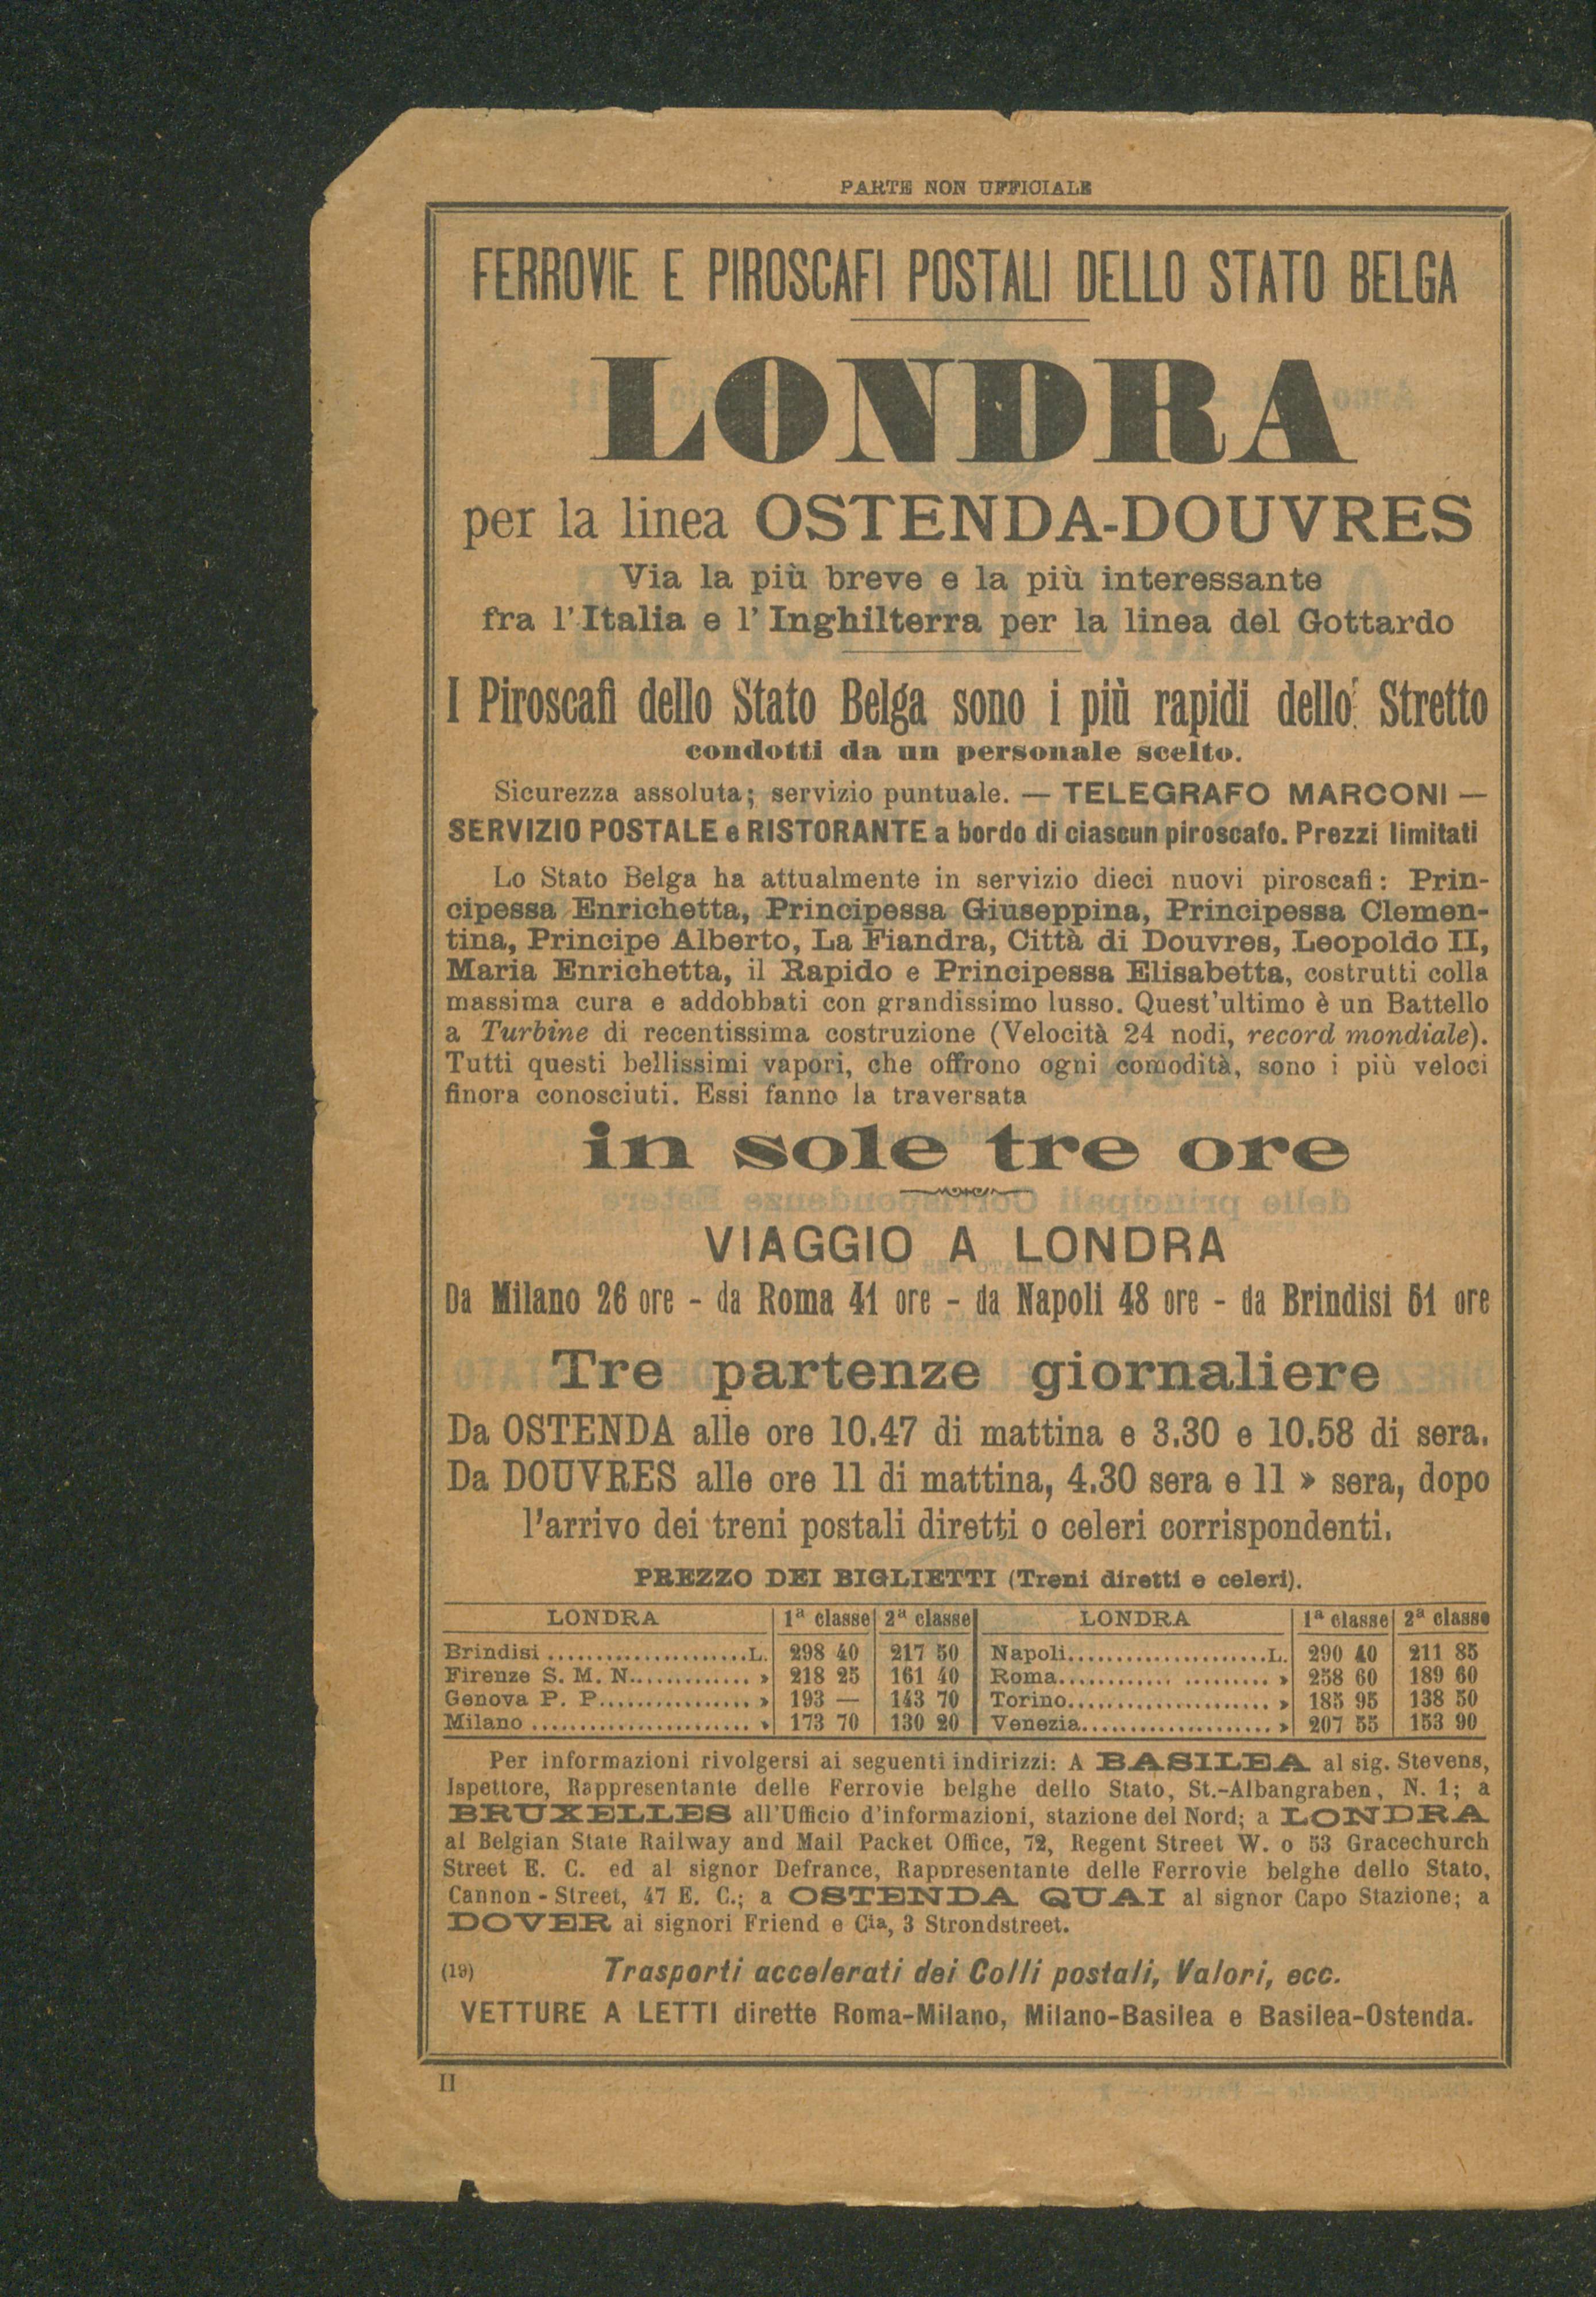 PARTE NON UFFICIALE
FERROVIE E PIROSCAFI POSTALI DELLO STATO BELGA
LONDRA
per la linea OSTENDA-DOUVRES
Via la più breve e la più interessante
fra l'Italia e l'Inghilterra per la linea del Gottardo
I Piroscafi dello Stato Belga sono i più rapidi dello Stretto
condotti da un personale scelto.
Sicurezza assoluta; servizio puntuale. — TELEGRAFO MARCONI —
SERVIZIO POSTALE e RISTORANTE a bordo di ciascun piroscafo. Prezzi limitati
Lo Stato Belga ha attualmente in servizio dieci nuovi piroscafi: Prin-
cipessa Enrichetta, Principessa Giuseppina, Principessa Clemen-
tina, Principe Alberto, La Fiandra, Città di Douvres, Leopoldo II,
Maria Enrichetta, il Rapido e Principessa Elisabetta, costrutti colla
massima cura e addobbati con grandissimo lusso. Quest'ultimo è un Battello
a Turbine di recentissima costruzione (Velocità 24 nodi, record mondiale).
Tutti questi bellissimi vapori, che offrono ogni comodità, sono i più veloci
finora conosciuti. Essi fanno la traversata
in sole tre ore
VIAGGIO A LONDRA
Da Milano 26 ore - da Roma 41 ore - da Napoli 48 ore - da Brindisi 51 ore
Tre partenze giornaliere
Da OSTENDA alle ore 10.47 di mattina e 3.30 e 10.58 di sera.
Da DOUVRES alle ore 11 di mattina, 4.30 sera e 11 » sera, dopo
l'arrivo dei treni postali diretti o celeri corrispondenti.
PREZZO DEI BIGLIETTI (Treni diretti e celeri).
LONDRA 1ª classe 2ª classe LONDRA 1ª classe 2ª classe
Brindisi ..................... L. 298 40 217 50 Napoli..................... L. 290 40 211 85
Firenze S. M. N............. » 218 25 161 40 Roma..................... » 258 60 189 60
Genova P. P................ » 193 — 143 70 Torino..................... » 185 95 138 50
Milano ....................... » 173 70 130 20 Venezia.................... » 207 55 153 90
Per informazioni rivolgersi ai seguenti indirizzi: A BASILEA al sig. Stevens,
Ispettore, Rappresentante delle Ferrovie belghe dello Stato, St.-Albangraben, N. 1; a
BRUXELLES all'Ufficio d'informazioni, stazione del Nord; a LONDRA
al Belgian State Railway and Mail Packet Office, 72, Regent Street W. o 53 Gracechurch
Street E. C. ed al signor Defrance, Rappresentante delle Ferrovie belghe dello Stato,
Cannon - Street, 47 E. C.; a OSTENDA QUAI al signor Capo Stazione; a
DOVER ai signori Friend e Cia, 3 Strondstreet.
(19) Trasporti accelerati dei Colli postali, Valori, ecc.
VETTURE A LETTI dirette Roma-Milano, Milano-Basilea e Basilea-Ostenda.
II